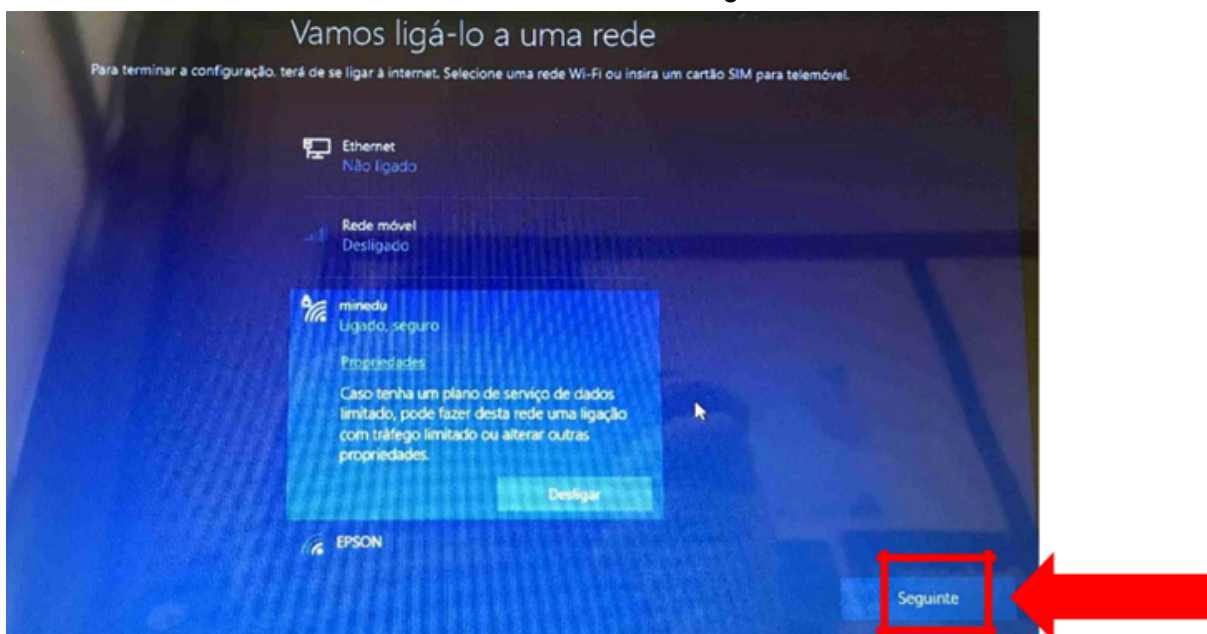 Vamos ligá-lo a uma rede
Para terminar a configuração, terá de se ligar à internet. Selecione uma rede Wi-Fi ou insira um cartão SIM para telemóvel.
Ethernet
Não ligado
Rede móvel
Desligado
minedu
Ligado, seguro
Propriedades
Caso tenha um plano de serviço de dados
limitado, pode fazer desta rede uma ligação
com tráfego limitado ou alterar outras
propriedades.
Desligar
EPSON
Seguinte